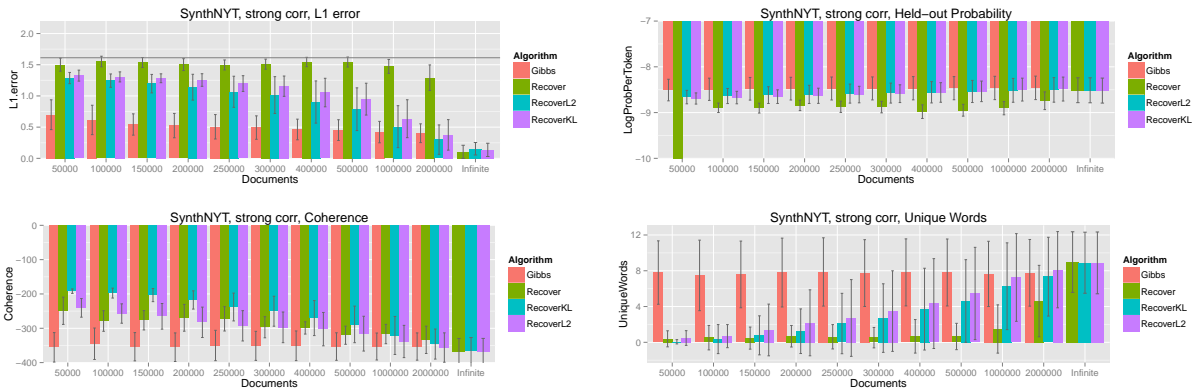 SynthNYT, strong corr, L1 error
L1.error
2.0
1.5
1.0
0.5
0.0
50000 100000 150000 200000 250000 300000 400000 500000 1000000 2000000 Infinite
Documents
Algorithm
Gibbs
Recover
RecoverL2
RecoverKL
SynthNYT, strong corr, Held−out Probability
LogProbPerToken
−7
−8
−9
−10
50000 100000 150000 200000 250000 300000 400000 500000 1000000 2000000 Infinite
Documents
Algorithm
Gibbs
Recover
RecoverL2
RecoverKL
SynthNYT, strong corr, Coherence
Coherence
0
−100
−200
−300
−400
50000 100000 150000 200000 250000 300000 400000 500000 1000000 2000000 Infinite
Documents
Algorithm
Gibbs
Recover
RecoverKL
RecoverL2
SynthNYT, strong corr, Unique Words
UniqueWords
12
8
4
0
50000 100000 150000 200000 250000 300000 400000 500000 1000000 2000000 Infinite
Documents
Algorithm
Gibbs
Recover
RecoverKL
RecoverL2